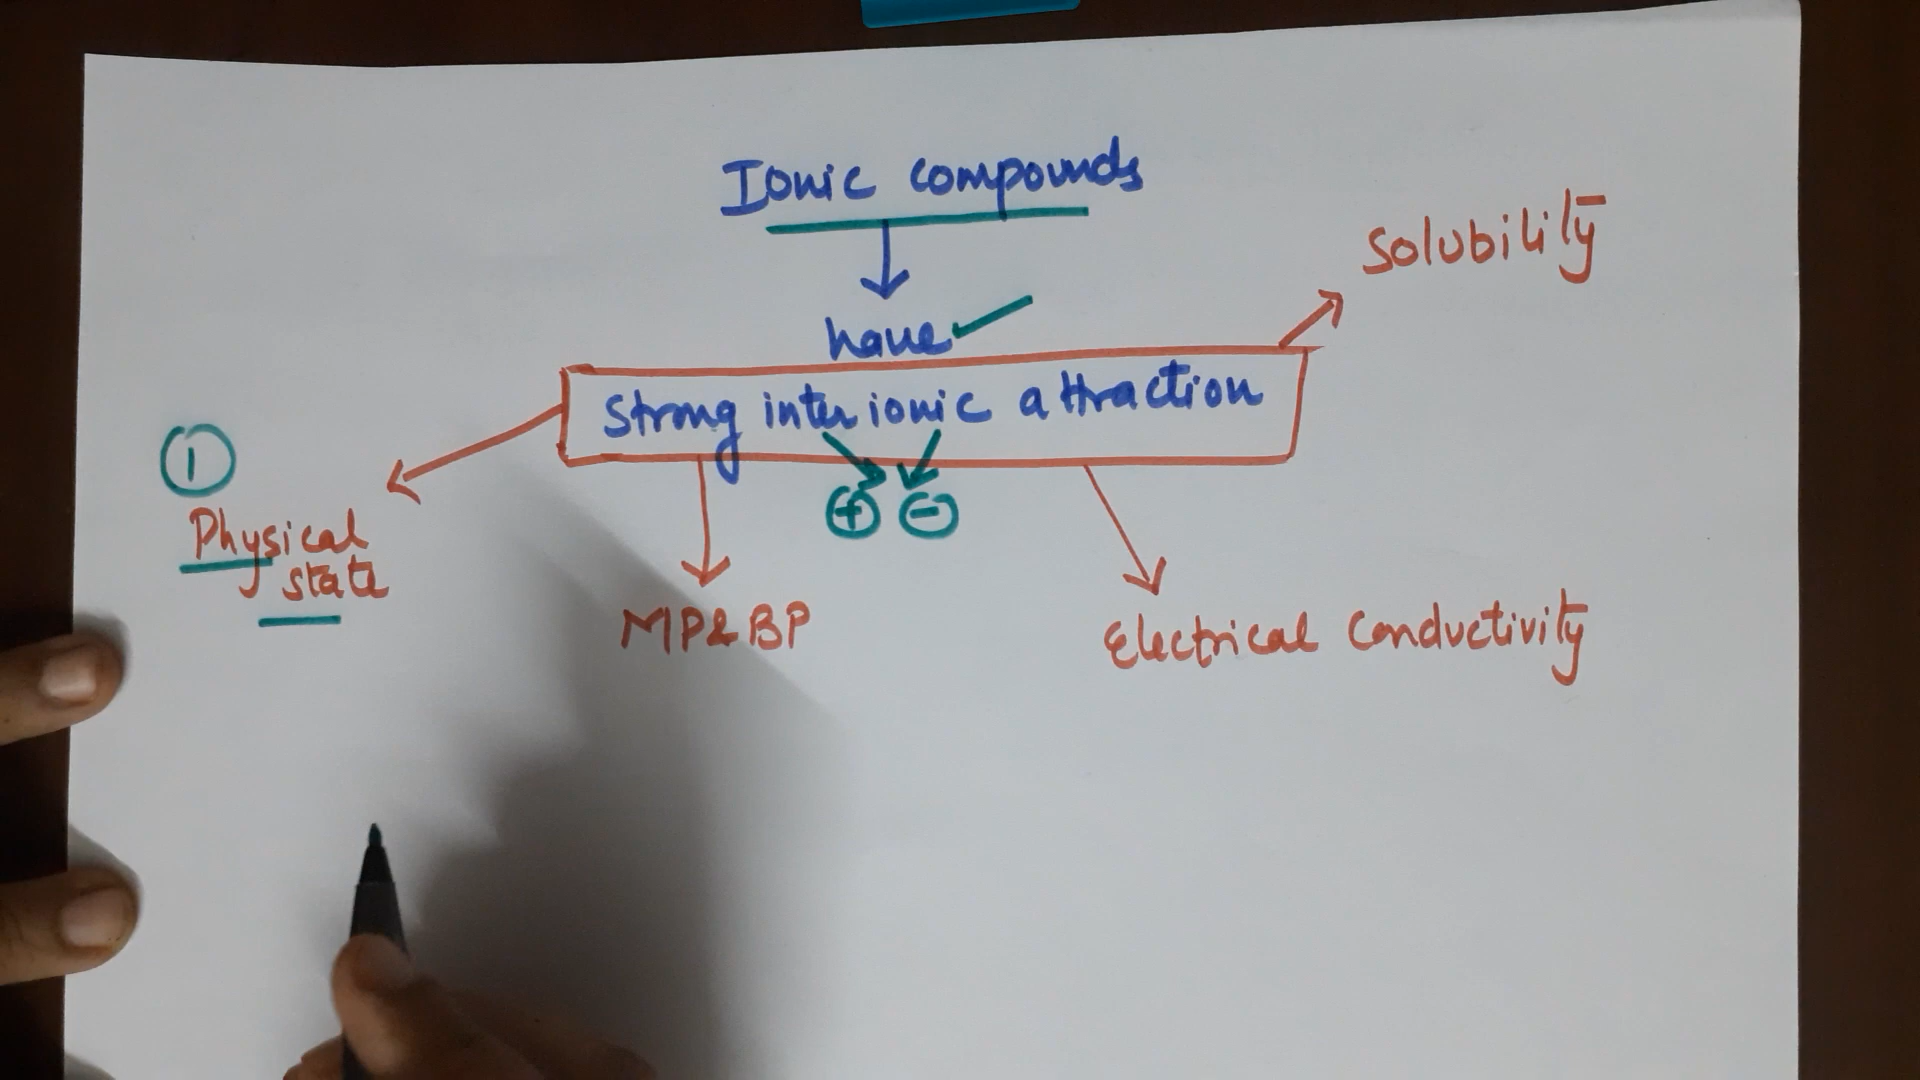 Ionic compounds
Solubility
have
Strong inter ionic attraction
1
+ -
Physical
state
MP & BP
Electrical Conductivity